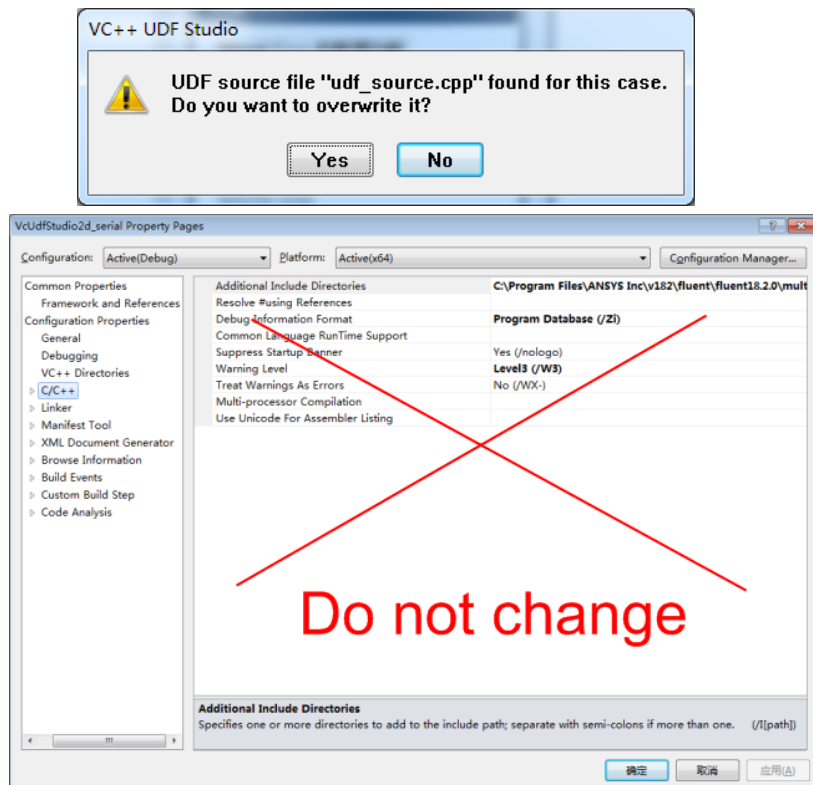 VC++ UDF Studio
UDF source file "udf_source.cpp" found for this case.
Do you want to overwrite it?
Yes No
VcUdfStudio2d_serial Property Pages
Configuration: Active(Debug) Platform: Active(x64) Configuration Manager...
Common Properties
Framework and References
Configuration Properties
General
Debugging
VC++ Directories
C/C++
Linker
Manifest Tool
XML Document Generator
Browse Information
Build Events
Custom Build Step
Code Analysis
Additional Include Directories C:\Program Files\ANSYS Inc\v182\fluent\fluent18.2.0\mult
Resolve #using References
Debug Information Format Program Database (/Zi)
Common Language RunTime Support
Suppress Startup Banner Yes (/nologo)
Warning Level Level3 (/W3)
Treat Warnings As Errors No (/WX-)
Multi-processor Compilation
Use Unicode For Assembler Listing
Do not change
Additional Include Directories
Specifies one or more directories to add to the include path; separate with semi-colons if more than one. (/I[path])
确定 取消 应用(A)